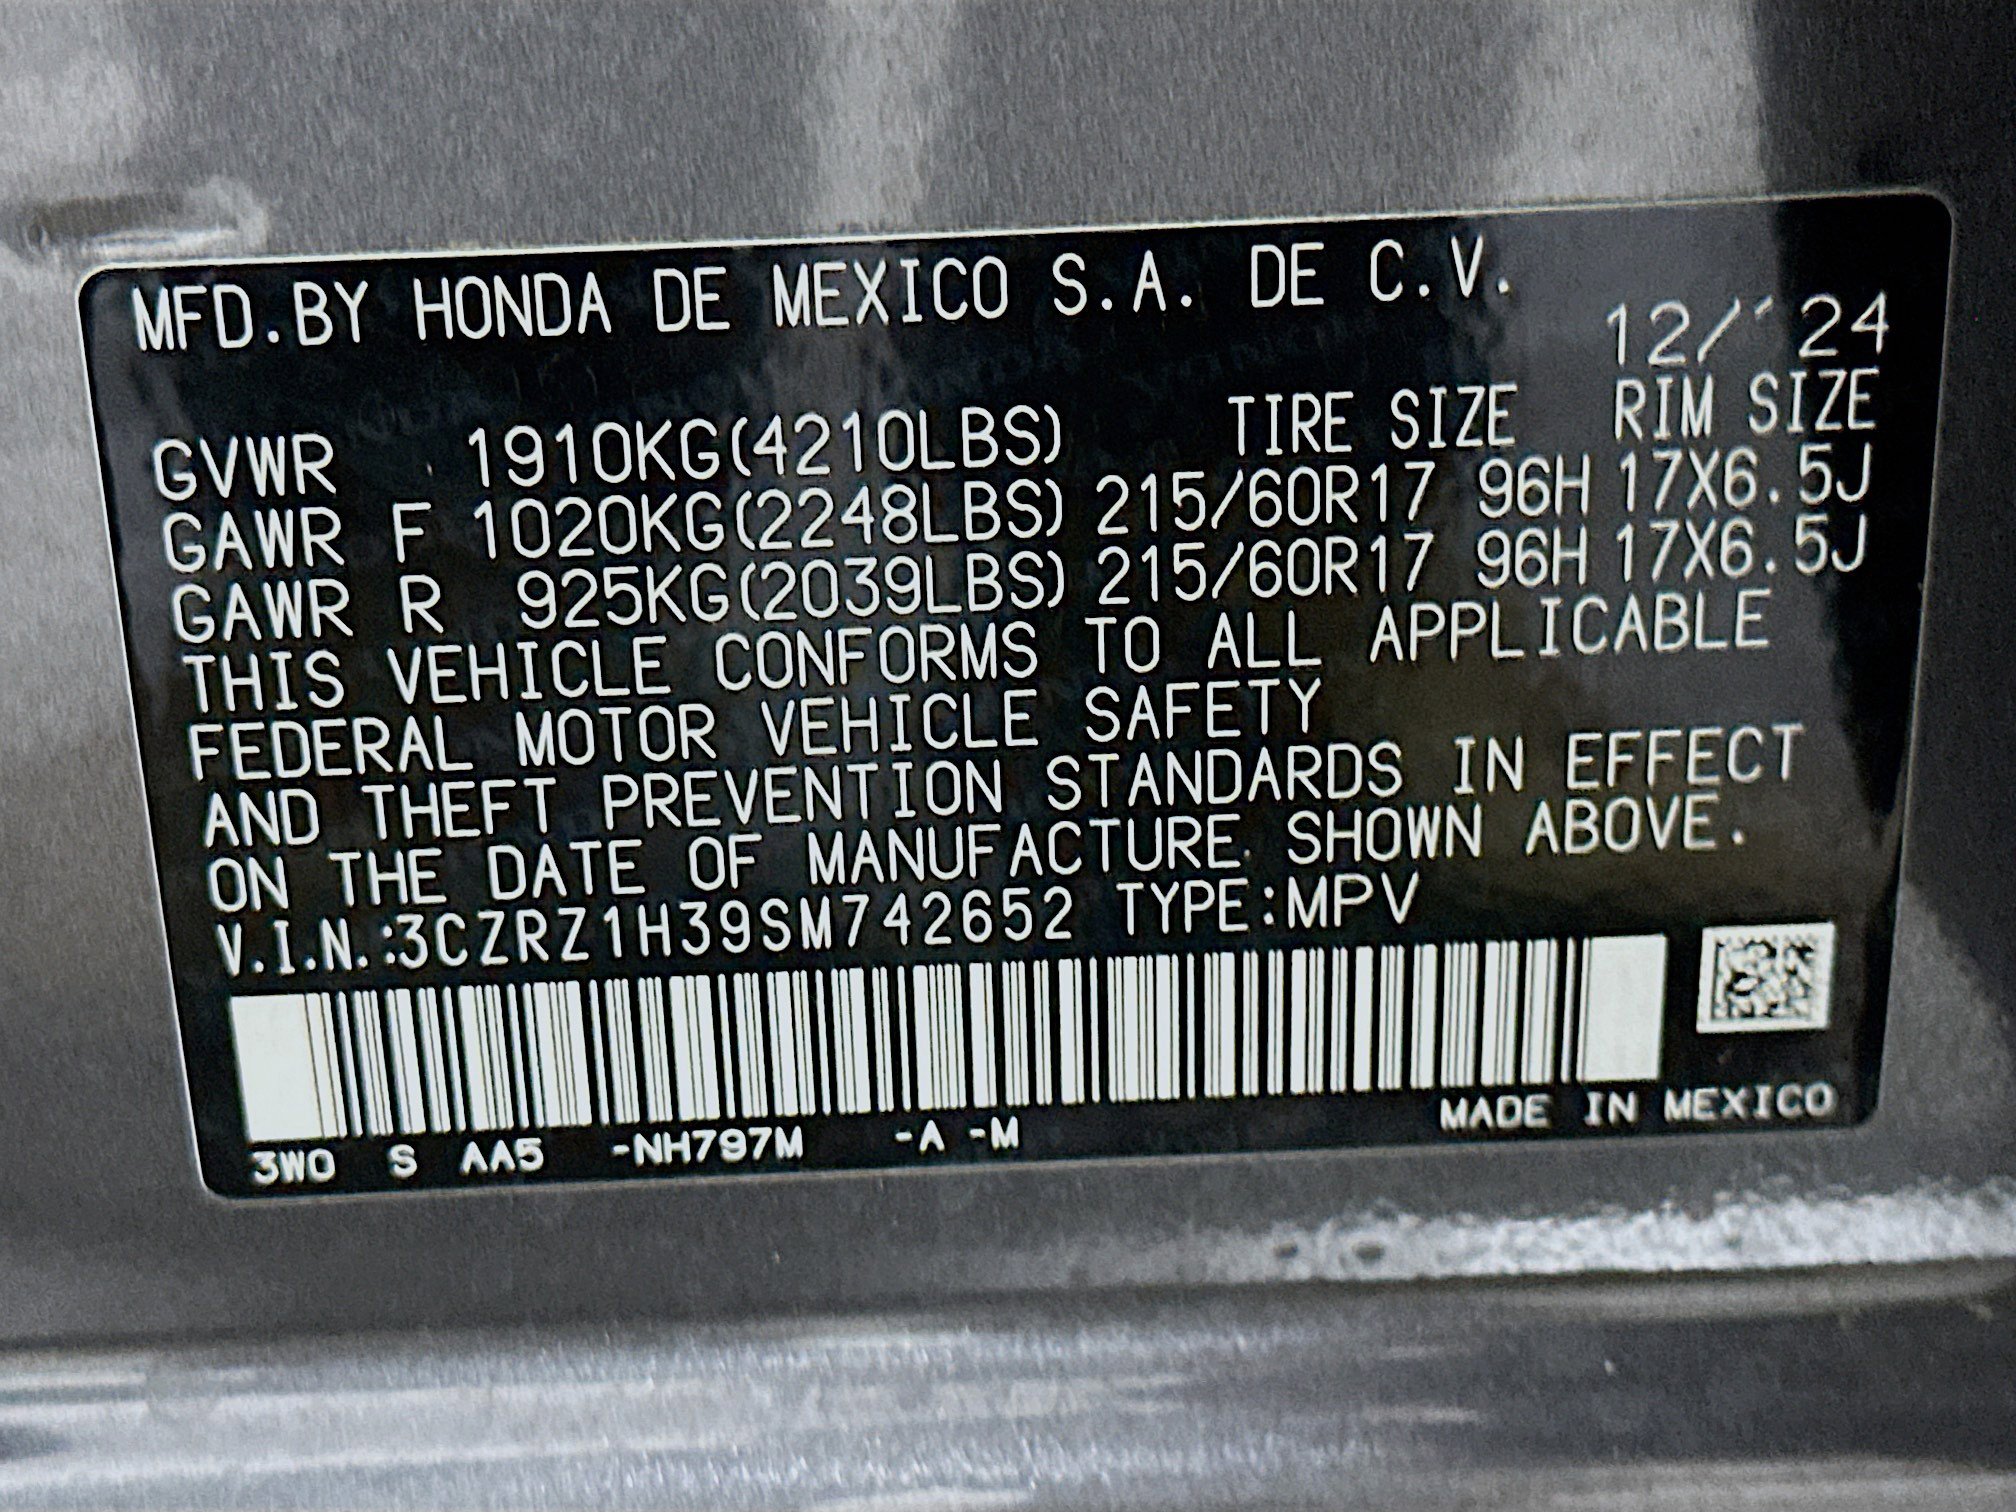 MFD.BY HONDA DE MEXICO S.A. DE C.V.
12/'24
TIRE SIZE RIM SIZE
GVWR 1910KG(4210LBS)
GAWR F 1020KG(2248LBS) 215/60R17 96H 17X6.5J
GAWR R 925KG(2039LBS) 215/60R17 96H 17X6.5J
THIS VEHICLE CONFORMS TO ALL APPLICABLE
FEDERAL MOTOR VEHICLE SAFETY
AND THEFT PREVENTION STANDARDS IN EFFECT
ON THE DATE OF MANUFACTURE SHOWN ABOVE.
V.I.N.:3CZRZ1H39SM742652 TYPE:MPV
MADE IN MEXICO
3W0 S AA5 -NH797M -A -M